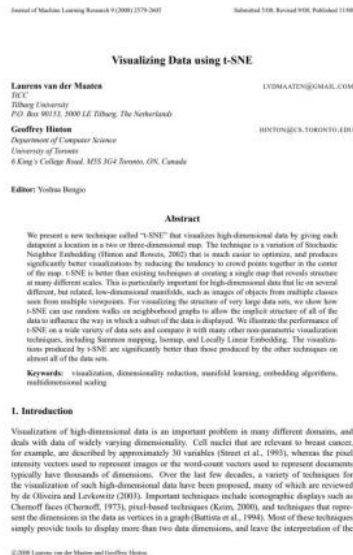 Journal of Machine Learning Research 9 (2008) 2579-2605 Submitted 5/08; Revised 9/08; Published 11/08
Visualizing Data using t-SNE
Laurens van der Maaten LVDMAATEN@GMAIL.COM
TiCC
Tilburg University
P.O. Box 90153, 5000 LE Tilburg, The Netherlands
Geoffrey Hinton HINTON@CS.TORONTO.EDU
Department of Computer Science
University of Toronto
6 King's College Road, M5S 3G4 Toronto, ON, Canada
Editor: Yoshua Bengio
Abstract
We present a new technique called "t-SNE" that visualizes high-dimensional data by giving each
datapoint a location in a two or three-dimensional map. The technique is a variation of Stochastic
Neighbor Embedding (Hinton and Roweis, 2002) that is much easier to optimize, and produces
significantly better visualizations by reducing the tendency to crowd points together in the center
of the map. t-SNE is better than existing techniques at creating a single map that reveals structure
at many different scales. This is particularly important for high-dimensional data that lie on several
different, but related, low-dimensional manifolds, such as images of objects from multiple classes
seen from multiple viewpoints. For visualizing the structure of very large data sets, we show how
t-SNE can use random walks on neighborhood graphs to allow the implicit structure of all of the
data to influence the way in which a subset of the data is displayed. We illustrate the performance of
t-SNE on a wide variety of data sets and compare it with many other non-parametric visualization
techniques, including Sammon mapping, Isomap, and Locally Linear Embedding. The visualiza-
tions produced by t-SNE are significantly better than those produced by the other techniques on
almost all of the data sets.
Keywords: visualization, dimensionality reduction, manifold learning, embedding algorithms,
multidimensional scaling
1. Introduction
Visualization of high-dimensional data is an important problem in many different domains, and
deals with data of widely varying dimensionality. Cell nuclei that are relevant to breast cancer,
for example, are described by approximately 30 variables (Street et al., 1993), whereas the pixel
intensity vectors used to represent images or the word-count vectors used to represent documents
typically have thousands of dimensions. Over the last few decades, a variety of techniques for
the visualization of such high-dimensional data have been proposed, many of which are reviewed
by de Oliveira and Levkowitz (2003). Important techniques include iconographic displays such as
Chernoff faces (Chernoff, 1973), pixel-based techniques (Keim, 2000), and techniques that repre-
sent the dimensions in the data as vertices in a graph (Battista et al., 1994). Most of these techniques
simply provide tools to display more than two data dimensions, and leave the interpretation of the
©2008 Laurens van der Maaten and Geoffrey Hinton.